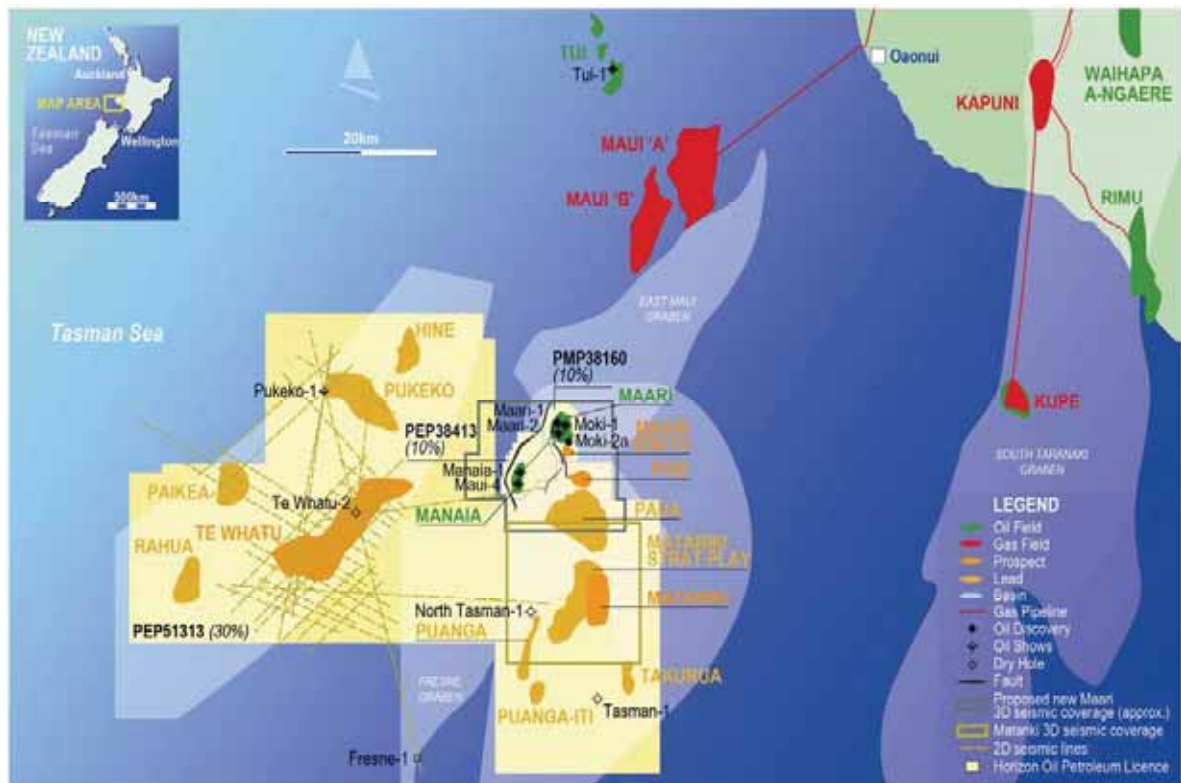 NEW
ZEALAND
Auckland
MAP AREA
Tasman
Sea
Wellington
500km
20km
TUI
Tui-1
Oaonui
WAIHAPA
A-NGAERE
KAPUNI
MAUI 'A'
MAUI 'B'
RIMU
EAST MAUI
GRABEN
Tasman Sea
HINE
PMP38160
(10%)
Pukeko-1
PUKEKO
MAARI
Maari-1
Maari-2
Moki-1
Moki-2a
MAARI
KUPE
PEP38413
(10%)
Manaia-1
Maui-4
SOUTH TARANAKI
GRABEN
PAIKEA
Te Whatu-2
MANAIA
PAUA
TE WHATU
RAHUA
MATARIKI
STRAT PLAY
MATARIKI
North Tasman-1
PUANGA
PEP51313 (30%)
TAKURUA
FRESNE
GRABEN
PUANGA-ITI
Tasman-1
Fresne-1
LEGEND
Oil Field
Gas Field
Prospect
Lead
Basin
Gas Pipeline
Oil Discovery
Oil Shows
Dry Hole
Fault
Proposed new Maari
3D seismic coverage (approx.)
Matariki 3D seismic coverage
2D seismic lines
Horizon Oil Petroleum Licence